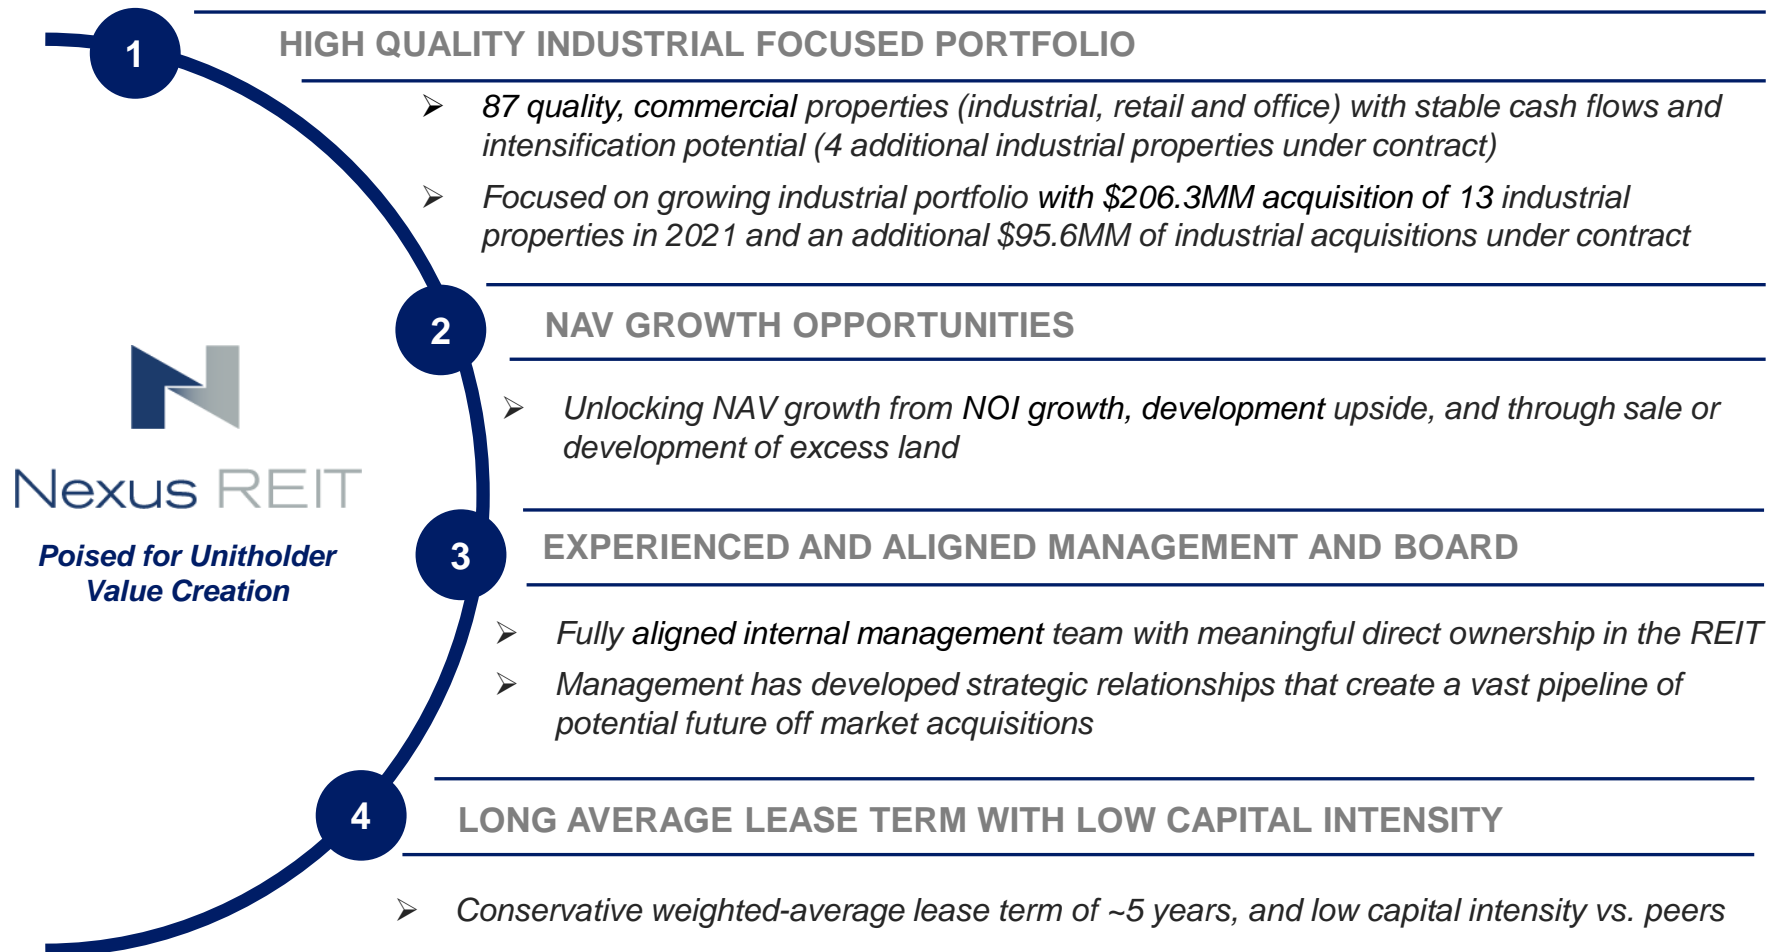 1
HIGH QUALITY INDUSTRIAL FOCUSED PORTFOLIO
➢ 87 quality, commercial properties (industrial, retail and office) with stable cash flows and
intensification potential (4 additional industrial properties under contract)
➢ Focused on growing industrial portfolio with $206.3MM acquisition of 13 industrial
properties in 2021 and an additional $95.6MM of industrial acquisitions under contract
2
NAV GROWTH OPPORTUNITIES
➢ Unlocking NAV growth from NOI growth, development upside, and through sale or
development of excess land
Nexus REIT
Poised for Unitholder
Value Creation
3
EXPERIENCED AND ALIGNED MANAGEMENT AND BOARD
➢ Fully aligned internal management team with meaningful direct ownership in the REIT
➢ Management has developed strategic relationships that create a vast pipeline of
potential future off market acquisitions
4
LONG AVERAGE LEASE TERM WITH LOW CAPITAL INTENSITY
➢ Conservative weighted-average lease term of ~5 years, and low capital intensity vs. peers